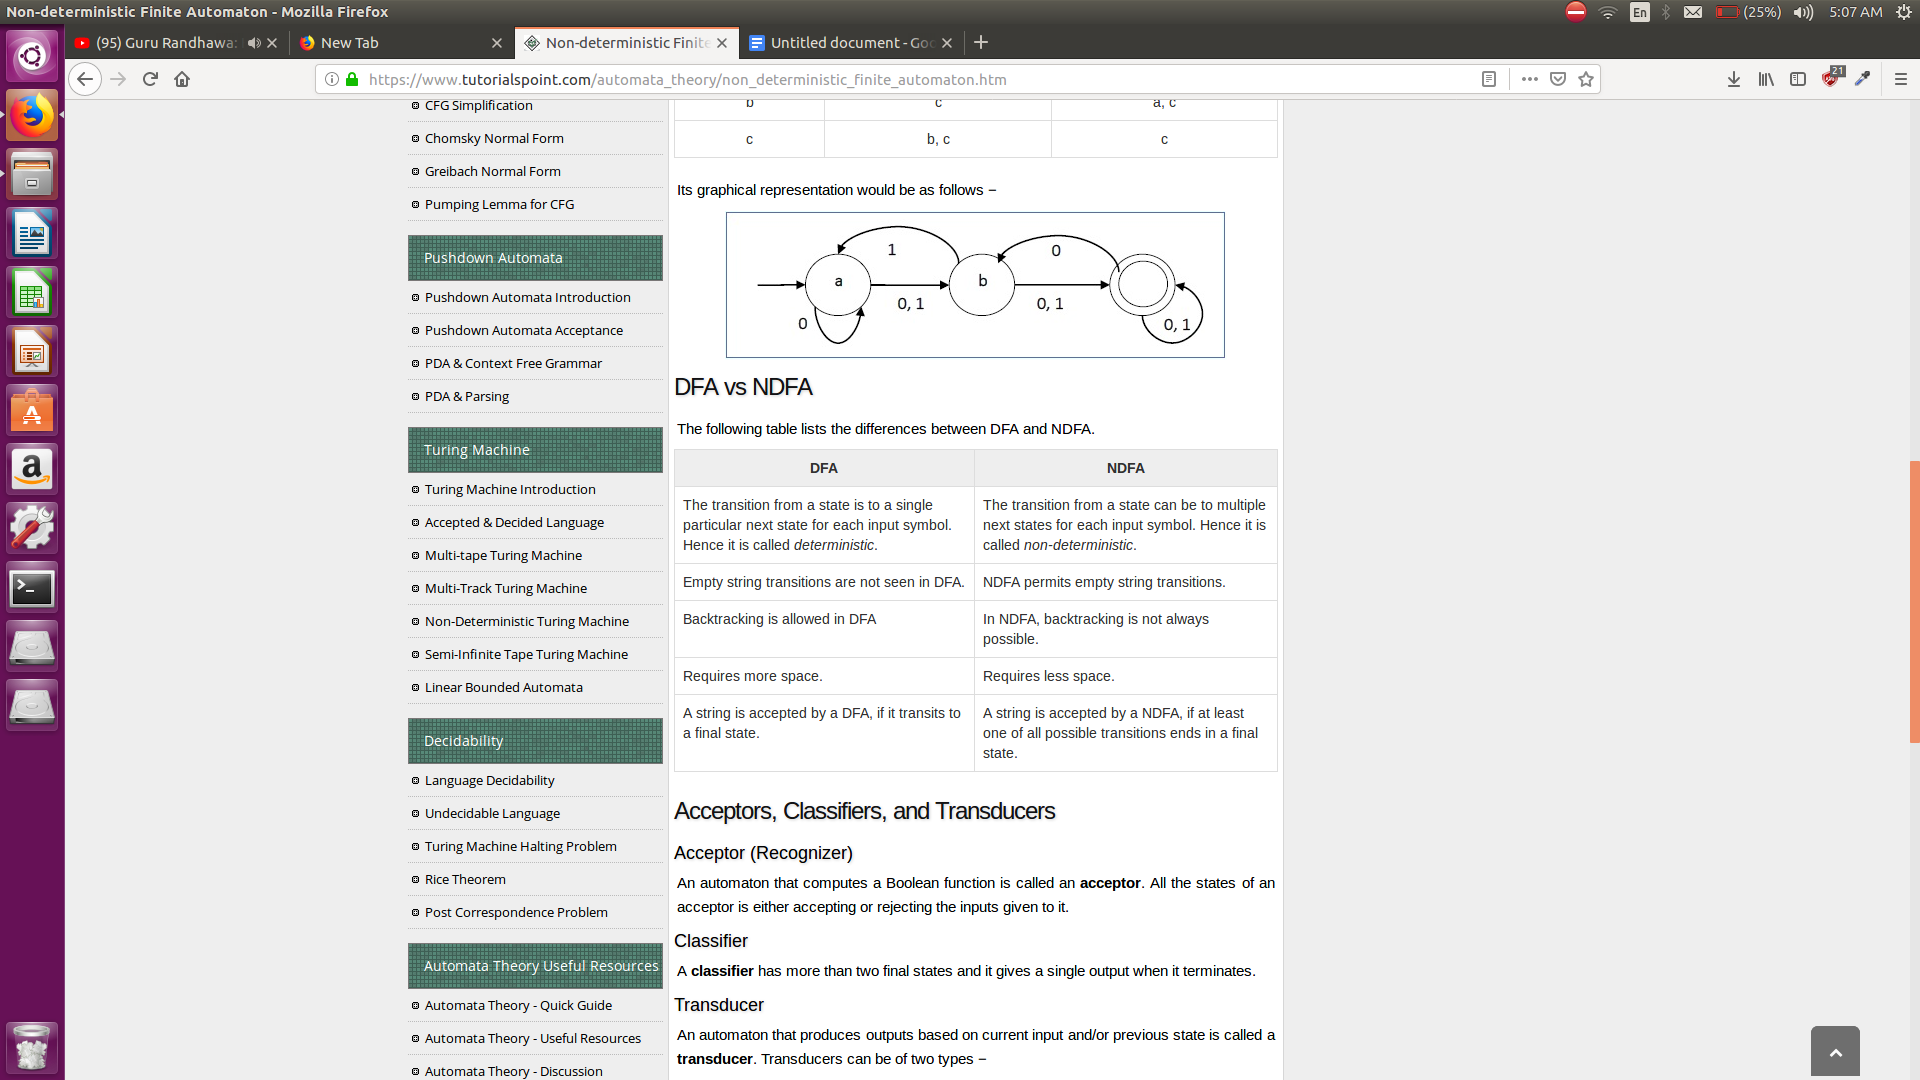 Non-deterministic Finite Automaton - Mozilla Firefox
En
(25%)
5:07 AM
(95) Guru Randhawa:
New Tab
Non-deterministic Finite
Untitled document - Goo
https://www.tutorialspoint.com/automata_theory/non_deterministic_finite_automaton.htm
21
CFG Simplification
Chomsky Normal Form
Greibach Normal Form
Pumping Lemma for CFG
Pushdown Automata
Pushdown Automata Introduction
Pushdown Automata Acceptance
PDA & Context Free Grammar
PDA & Parsing
Turing Machine
Turing Machine Introduction
Accepted & Decided Language
Multi-tape Turing Machine
Multi-Track Turing Machine
Non-Deterministic Turing Machine
Semi-Infinite Tape Turing Machine
Linear Bounded Automata
Decidability
Language Decidability
Undecidable Language
Turing Machine Halting Problem
Rice Theorem
Post Correspondence Problem
Automata Theory Useful Resources
Automata Theory - Quick Guide
Automata Theory - Useful Resources
Automata Theory - Discussion
b c a, c
c b, c c
Its graphical representation would be as follows −
1
0
a
b
0, 1
0, 1
0
0, 1
DFA vs NDFA
The following table lists the differences between DFA and NDFA.
DFA
NDFA
The transition from a state is to a single
particular next state for each input symbol.
Hence it is called deterministic.
The transition from a state can be to multiple
next states for each input symbol. Hence it is
called non-deterministic.
Empty string transitions are not seen in DFA.
NDFA permits empty string transitions.
Backtracking is allowed in DFA
In NDFA, backtracking is not always
possible.
Requires more space.
Requires less space.
A string is accepted by a DFA, if it transits to
a final state.
A string is accepted by a NDFA, if at least
one of all possible transitions ends in a final
state.
Acceptors, Classifiers, and Transducers
Acceptor (Recognizer)
An automaton that computes a Boolean function is called an acceptor. All the states of an
acceptor is either accepting or rejecting the inputs given to it.
Classifier
A classifier has more than two final states and it gives a single output when it terminates.
Transducer
An automaton that produces outputs based on current input and/or previous state is called a
transducer. Transducers can be of two types −